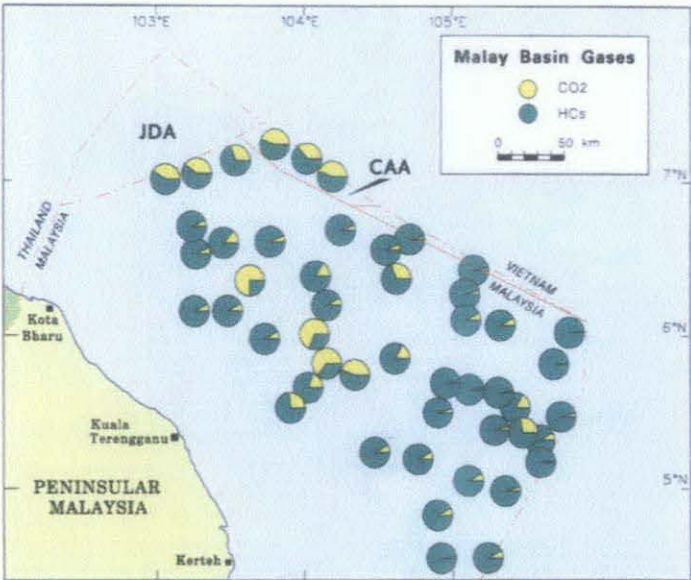 103°E 104°E 105°E
Malay Basin Gases
CO2
HCs
0 50 km
JDA
CAA
7°N
THAILAND
MALAYSIA
VIETNAM
MALAYSIA
Kota
Bharu
6°N
Kuala
Terengganu
5°N
PENINSULAR
MALAYSIA
Kerteh